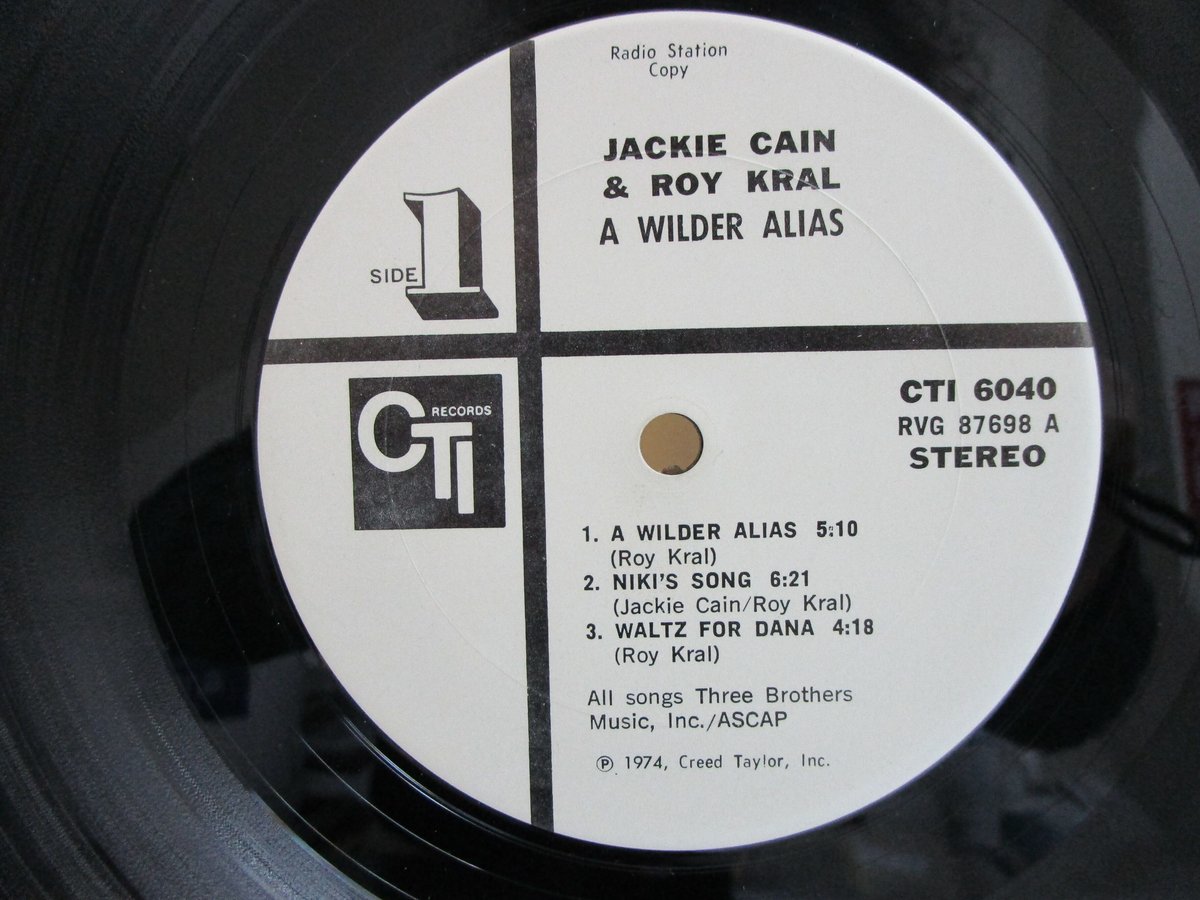 Radio Station
Copy
JACKIE CAIN
& ROY KRAL
A WILDER ALIAS
SIDE 1
CTI RECORDS
CTI 6040
RVG 87698 A
STEREO
1. A WILDER ALIAS 5:10
(Roy Kral)
2. NIKI'S SONG 6:21
(Jackie Cain/Roy Kral)
3. WALTZ FOR DANA 4:18
(Roy Kral)
All songs Three Brothers
Music, Inc./ASCAP
℗ 1974, Creed Taylor, Inc.